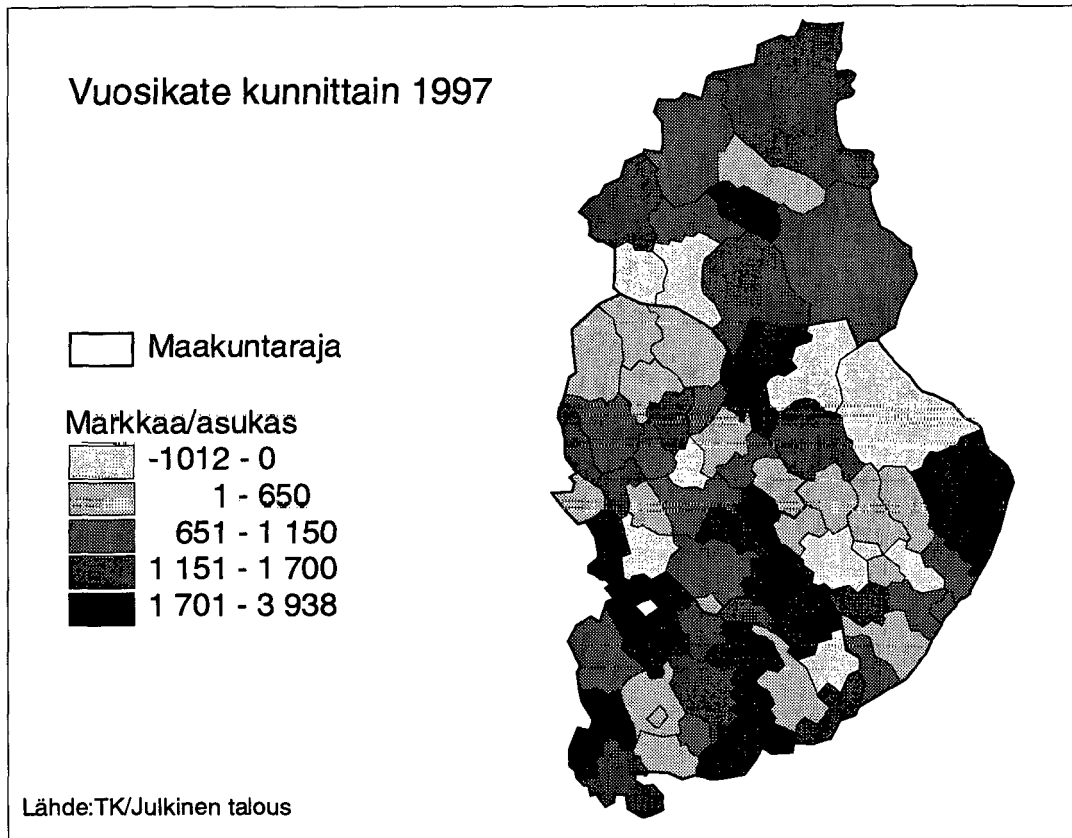 Vuosikate kunnittain 1997
Maakuntaraja
Markkaa/asukas
-1012 - 0
1 - 650
651 - 1 150
1 151 - 1 700
1 701 - 3 938
Lähde:TK/Julkinen talous